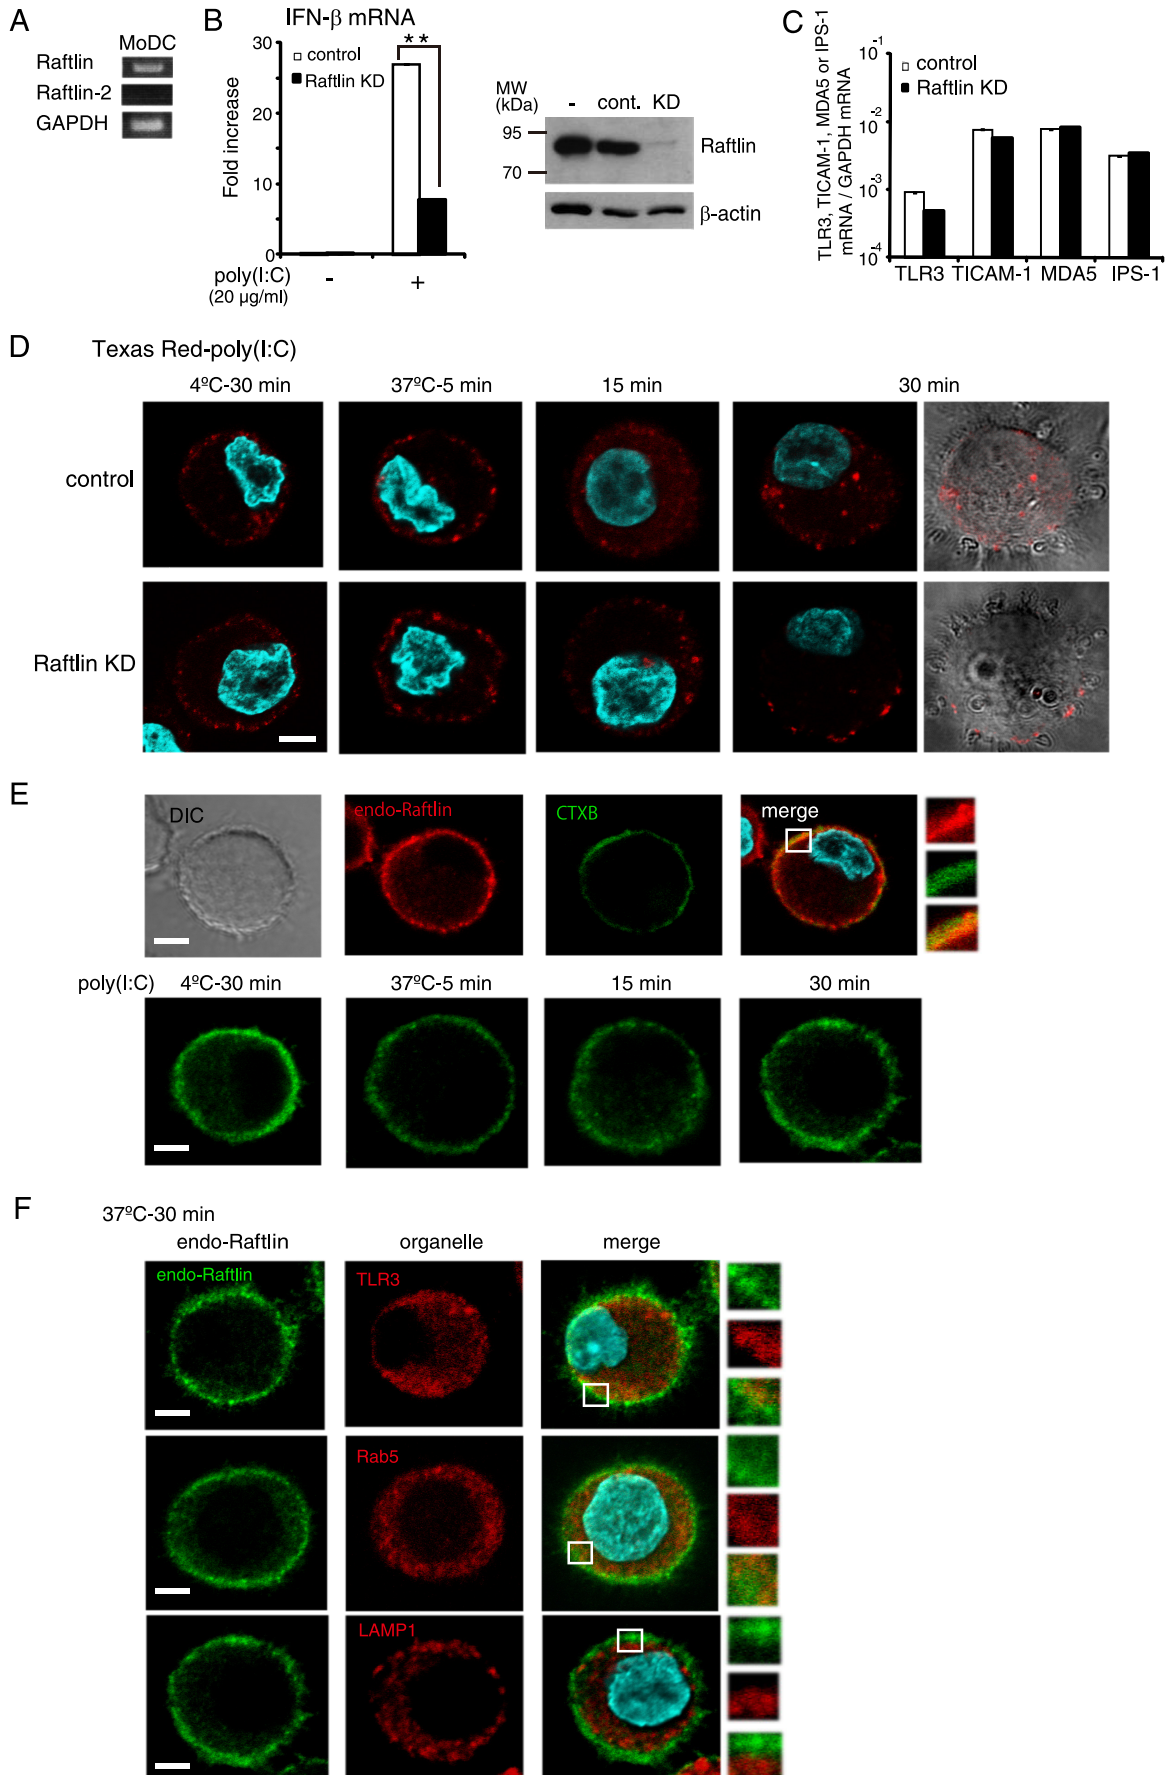 A
MoDC
Raftlin
Raftlin-2
GAPDH
B
IFN-β mRNA
Fold increase
30
20
10
0
**
control
Raftlin KD
poly(I:C)
(20 µg/ml)
- +
MW
(kDa)
- cont. KD
95
70
Raftlin
β-actin
C
TLR3, TICAM-1, MDA5 or IPS-1
mRNA / GAPDH mRNA
10-1
10-2
10-3
10-4
control
Raftlin KD
TLR3 TICAM-1 MDA5 IPS-1
D
Texas Red-poly(I:C)
4ºC-30 min 37ºC-5 min 15 min 30 min
control
Raftlin KD
E
DIC
endo-Raftlin
CTXB
merge
poly(I:C) 4ºC-30 min 37ºC-5 min 15 min 30 min
F
37ºC-30 min
endo-Raftlin organelle merge
endo-Raftlin
TLR3
Rab5
LAMP1